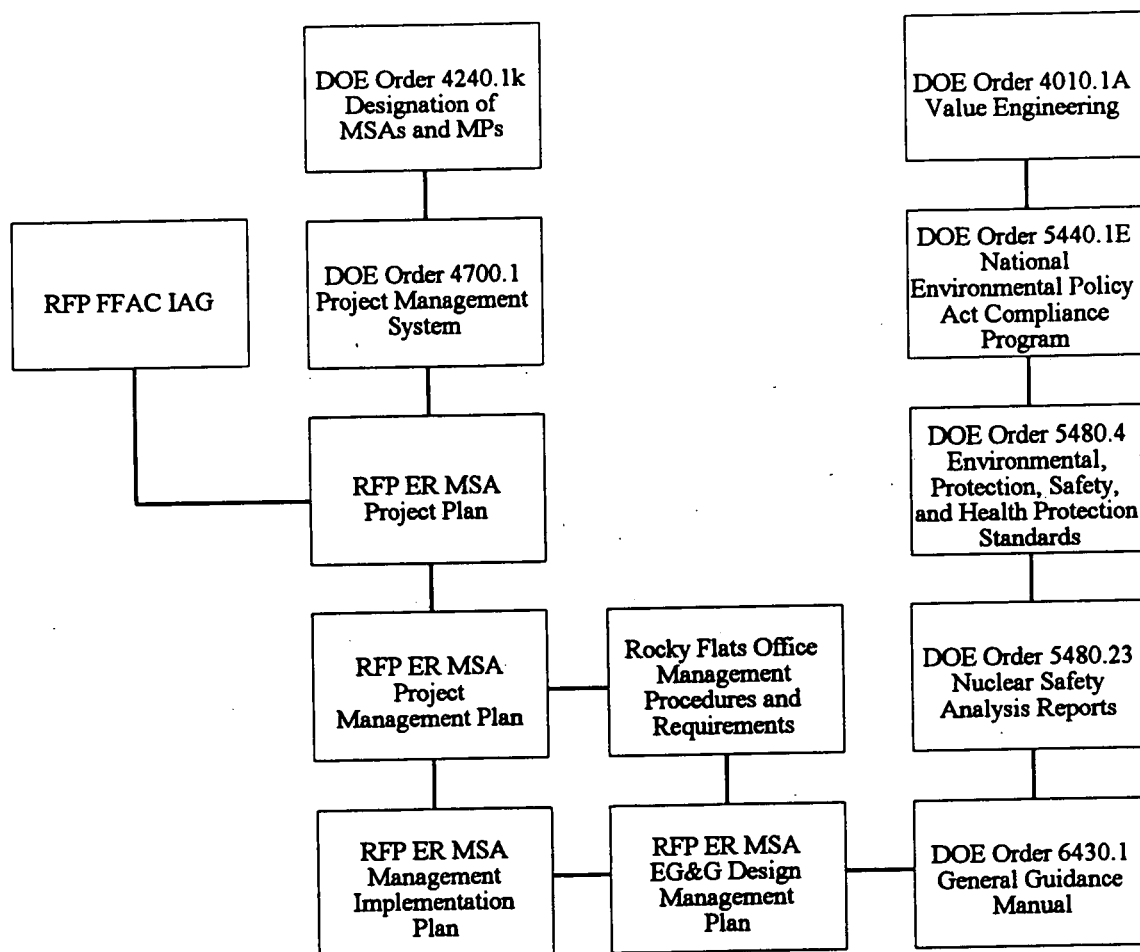 DOE Order 4240.1k
Designation of
MSAs and MPs
DOE Order 4010.1A
Value Engineering
RFP FFAC IAG
DOE Order 4700.1
Project Management
System
DOE Order 5440.1E
National
Environmental Policy
Act Compliance
Program
RFP ER MSA
Project Plan
DOE Order 5480.4
Environmental,
Protection, Safety,
and Health Protection
Standards
RFP ER MSA
Project
Management Plan
Rocky Flats Office
Management
Procedures and
Requirements
DOE Order 5480.23
Nuclear Safety
Analysis Reports
RFP ER MSA
Management
Implementation
Plan
RFP ER MSA
EG&G Design
Management
Plan
DOE Order 6430.1
General Guidance
Manual